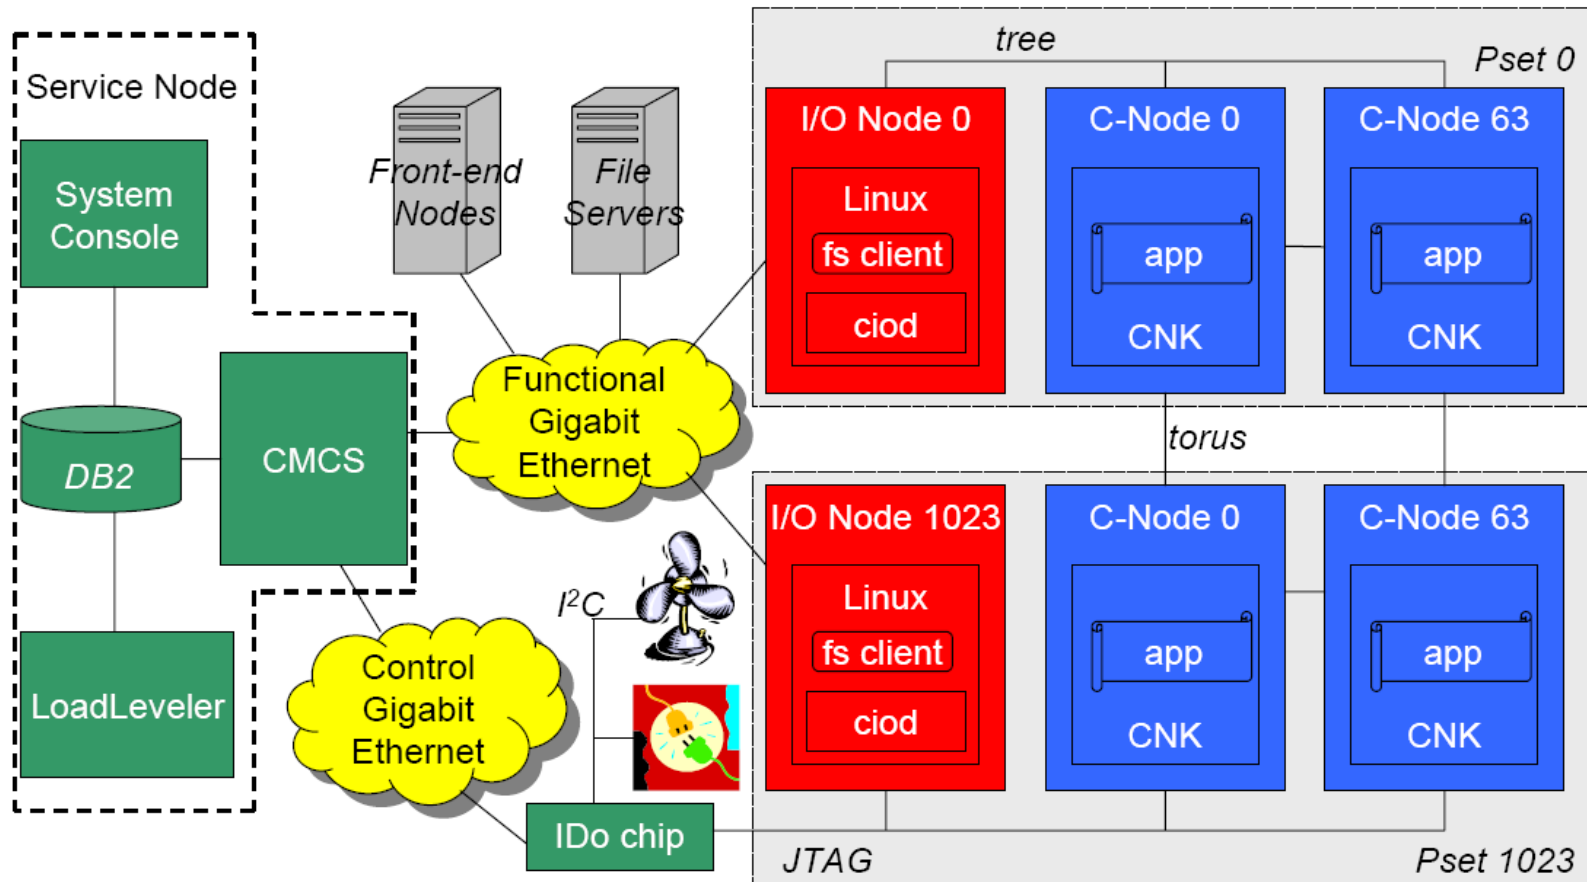 Service Node
System
Console
DB2
LoadLeveler
CMCS
Front-end
Nodes
File
Servers
Functional
Gigabit
Ethernet
Control
Gigabit
Ethernet
I²C
IDo chip
tree
Pset 0
I/O Node 0
Linux
fs client
ciod
C-Node 0
app
CNK
C-Node 63
app
CNK
torus
I/O Node 1023
Linux
fs client
ciod
C-Node 0
app
CNK
C-Node 63
app
CNK
JTAG
Pset 1023